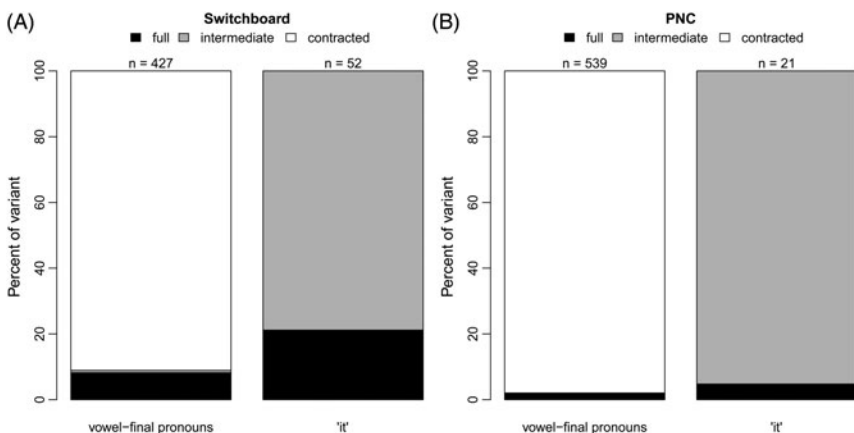 (A) Switchboard
full intermediate contracted
n = 427 n = 52
Percent of variant
0 20 40 60 80 100
vowel−final pronouns 'it'
(B) PNC
full intermediate contracted
n = 539 n = 21
Percent of variant
0 20 40 60 80 100
vowel−final pronouns 'it'